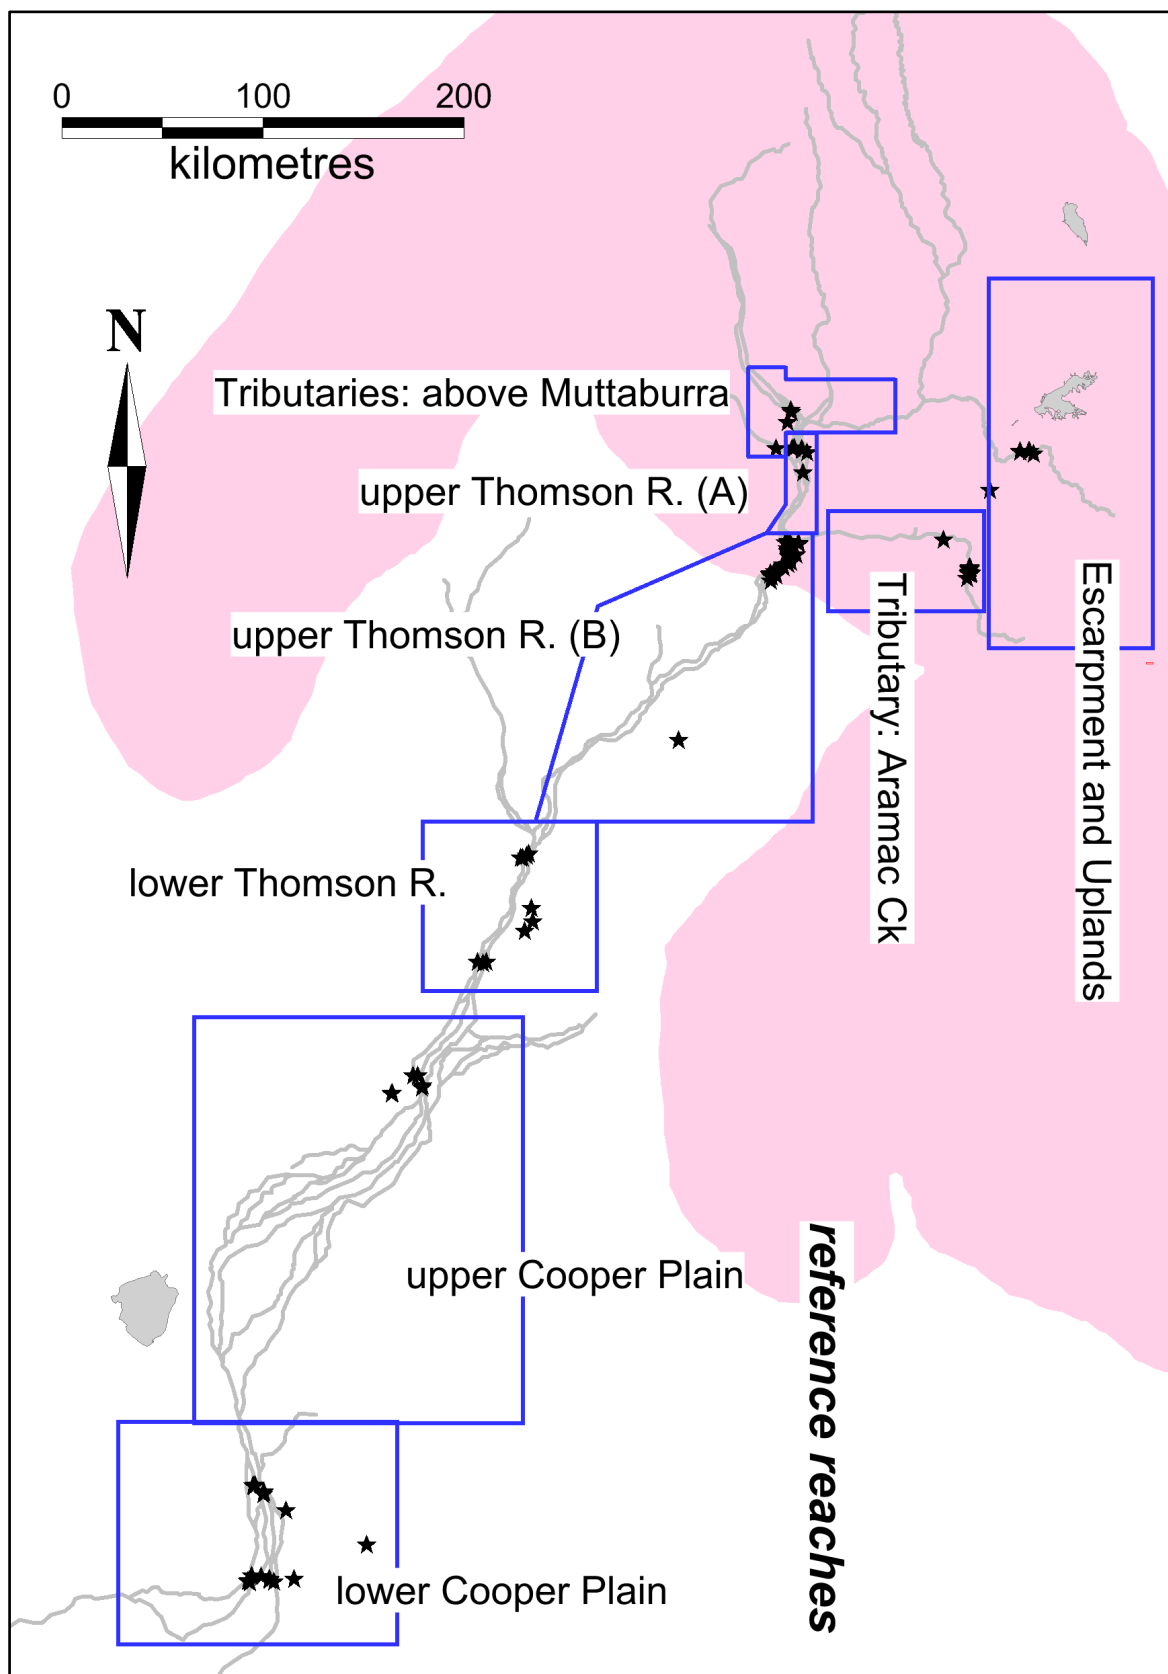 0 100 200
kilometres
N
Tributaries: above Muttaburra
upper Thomson R. (A)
upper Thomson R. (B)
Tributary: Aramac Ck
Escarpment and Uplands
lower Thomson R.
upper Cooper Plain
reference reaches
lower Cooper Plain